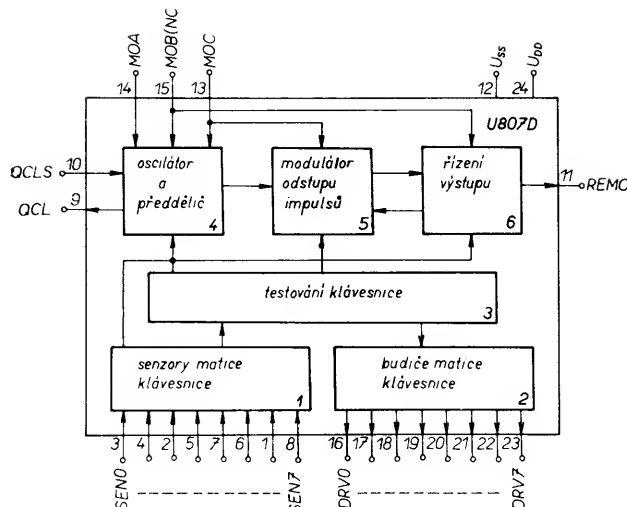 MOA
MOB(NC
MOC
USS
UDD
14
15
13
12
24
U807D
QCLS
10
QCL
9
oscilátor
a
předdělič
4
modulátor
odstupu
impulsů
5
řízení
výstupu
6
11
REMO
testování klávesnice
3
senzory matice
klávesnice
1
budiče matice
klávesnice
2
3
4
2
5
7
6
1
8
16
17
18
19
20
21
22
23
SEN0
SEN7
DRV0
DRV7